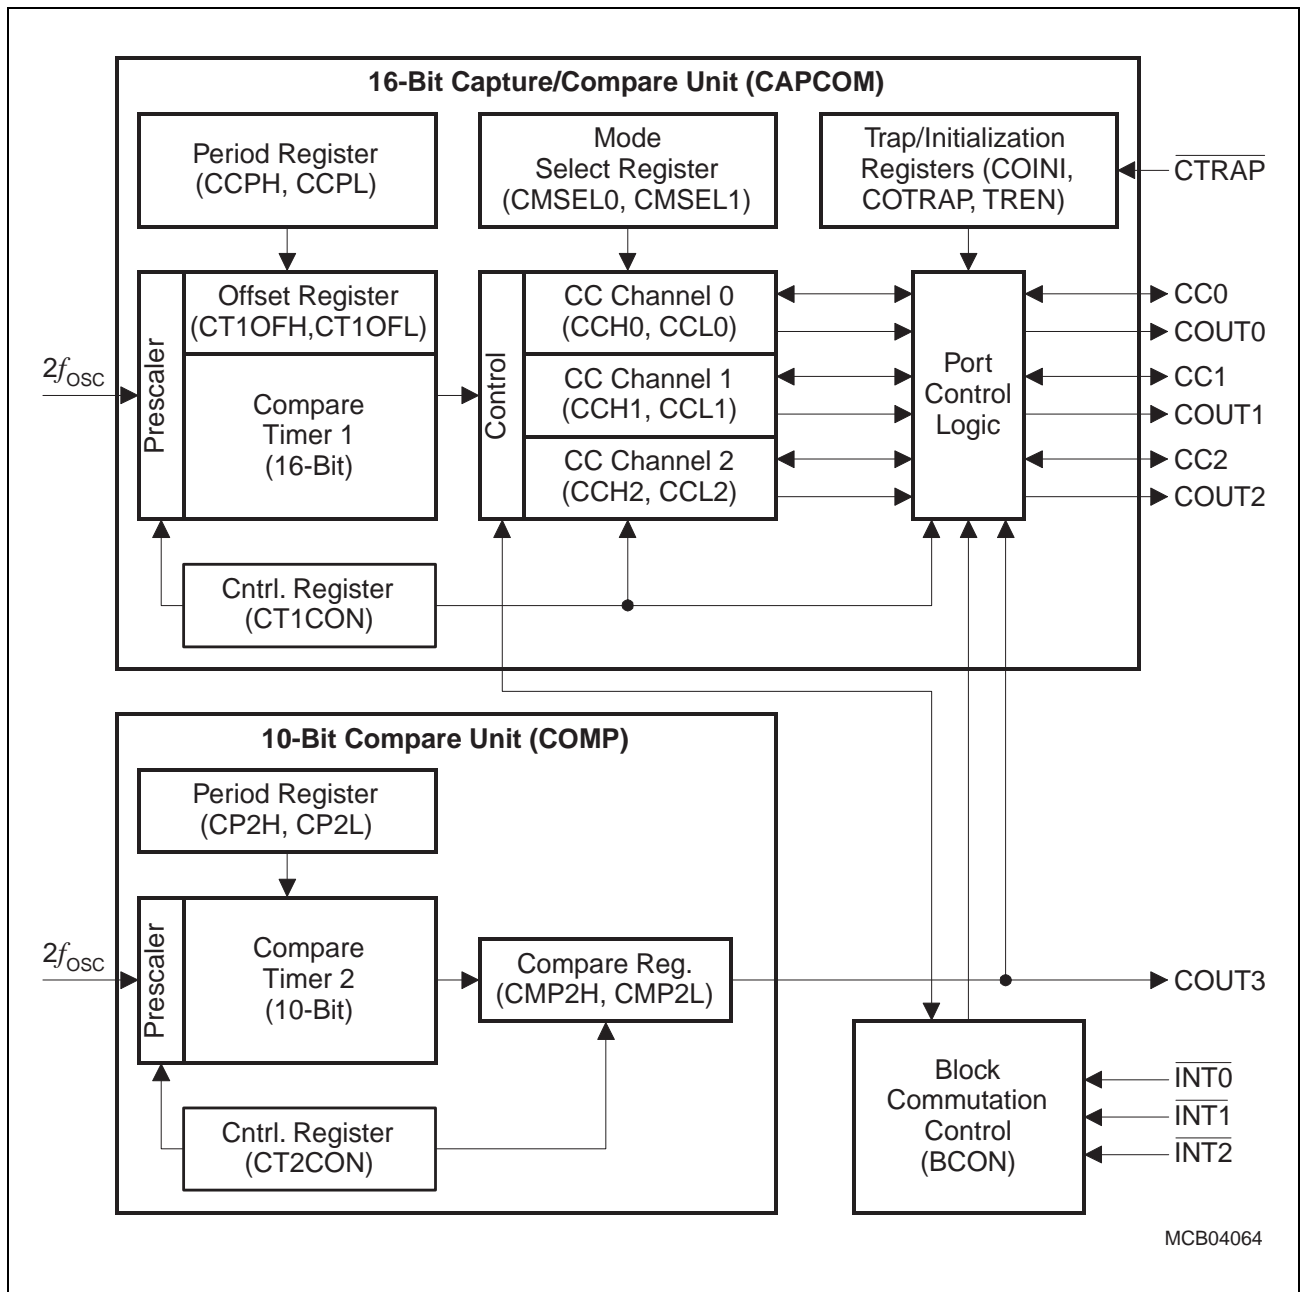 16-Bit Capture/Compare Unit (CAPCOM)
Period Register
(CCPH, CCPL)
Mode
Select Register
(CMSEL0, CMSEL1)
Trap/Initialization
Registers (COINI,
COTRAP, TREN)
CTRAP
Prescaler
Offset Register
(CT1OFH,CT1OFL)
2fOSC
Compare
Timer 1
(16-Bit)
Control
CC Channel 0
(CCH0, CCL0)
CC Channel 1
(CCH1, CCL1)
CC Channel 2
(CCH2, CCL2)
Port
Control
Logic
CC0
COUT0
CC1
COUT1
CC2
COUT2
Cntrl. Register
(CT1CON)
10-Bit Compare Unit (COMP)
Period Register
(CP2H, CP2L)
2fOSC
Prescaler
Compare
Timer 2
(10-Bit)
Compare Reg.
(CMP2H, CMP2L)
COUT3
Cntrl. Register
(CT2CON)
Block
Commutation
Control
(BCON)
INT0
INT1
INT2
MCB04064